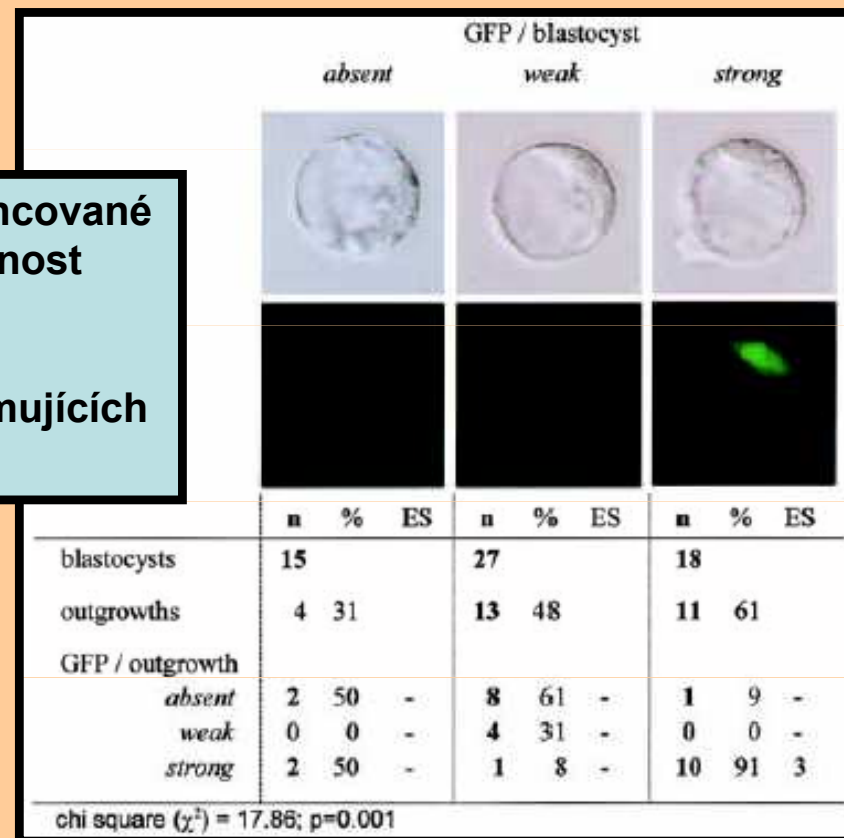 GFP / blastocyst
absent weak strong
ncované
nost
mujících
n % ES n % ES n % ES
blastocysts 15 27 18
outgrowths 4 31 13 48 11 61
GFP / outgrowth
absent 2 50 - 8 61 - 1 9 -
weak 0 0 - 4 31 - 0 0 -
strong 2 50 - 1 8 - 10 91 3
chi square (χ²) = 17.86; p=0.001